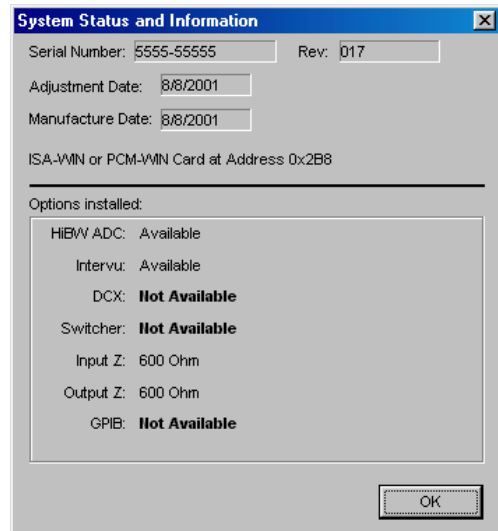 System Status and Information
Serial Number: 5555-55555 Rev: 017
Adjustment Date: 8/8/2001
Manufacture Date: 8/8/2001
ISA-WIN or PCM-WIN Card at Address 0x2B8
Options installed:
HiBW ADC: Available
Intervu: Available
DCX: Not Available
Switcher: Not Available
Input Z: 600 Ohm
Output Z: 600 Ohm
GPIB: Not Available
OK